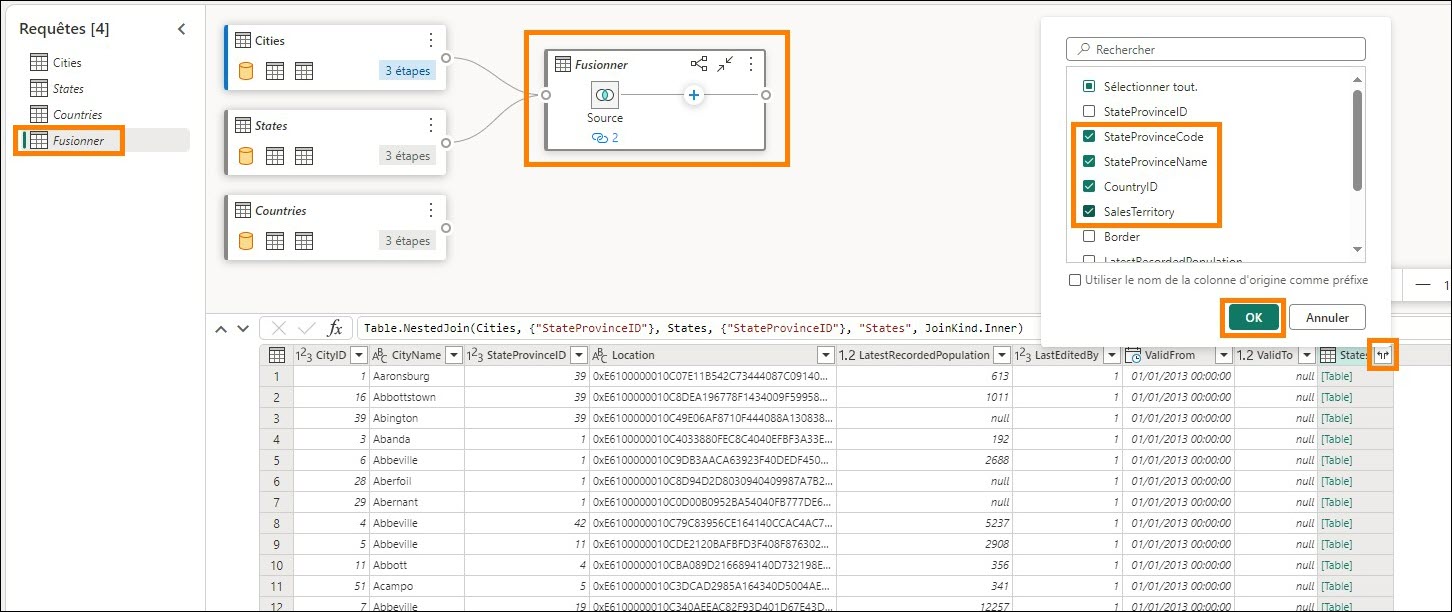 Requêtes [4]
Cities
States
Countries
Fusionner
Cities
3 étapes
States
3 étapes
Countries
3 étapes
Fusionner
Source
2
Rechercher
Sélectionner tout.
StateProvinceID
StateProvinceCode
StateProvinceName
CountryID
SalesTerritory
Border
LatestRecordedPopulation
Utiliser le nom de la colonne d'origine comme préfixe
OK Annuler
fx Table.NestedJoin(Cities, {"StateProvinceID"}, States, {"StateProvinceID"}, "States", JoinKind.Inner)
1²3 CityID ABC CityName 1²3 StateProvinceID ABC Location 1.2 LatestRecordedPopulation 1²3 LastEditedBy ValidFrom 1.2 ValidTo States
1 1 Aaronsburg 39 0xE6100000010C07E11B542C73444087C09140... 613 1 01/01/2013 00:00:00 null [Table]
2 16 Abbottstown 39 0xE6100000010C8DEA196778F1434009F59958... 1011 1 01/01/2013 00:00:00 null [Table]
3 39 Abington 39 0xE6100000010C49E06AF8710F444088A130838... null 1 01/01/2013 00:00:00 null [Table]
4 3 Abanda 1 0xE6100000010C4033880FEC8C4040EFBF3A33E... 192 1 01/01/2013 00:00:00 null [Table]
5 6 Abbeville 1 0xE6100000010C9DB3AACA63923F40DEDF450... 2688 1 01/01/2013 00:00:00 null [Table]
6 28 Aberfoil 1 0xE6100000010C8D94D2D8030940409987A7B2... null 1 01/01/2013 00:00:00 null [Table]
7 29 Abernant 1 0xE6100000010C0D00B0952BA54040FB777DE6... null 1 01/01/2013 00:00:00 null [Table]
8 4 Abbeville 42 0xE6100000010C79C83956CE164140CCAC4AC7... 5237 1 01/01/2013 00:00:00 null [Table]
9 5 Abbeville 11 0xE6100000010CDE2120BAFBFD3F408F876302... 2908 1 01/01/2013 00:00:00 null [Table]
10 11 Abbott 4 0xE6100000010CBA089D2166894140D732198E... 356 1 01/01/2013 00:00:00 null [Table]
11 51 Acampo 5 0xE6100000010C3DCAD2985A164340D5004AE... 341 1 01/01/2013 00:00:00 null [Table]
12 7 Abbeville 19 0xE6100000010C340AEEAC82F93D401D67E43D... 12257 1 01/01/2013 00:00:00 null [Table]